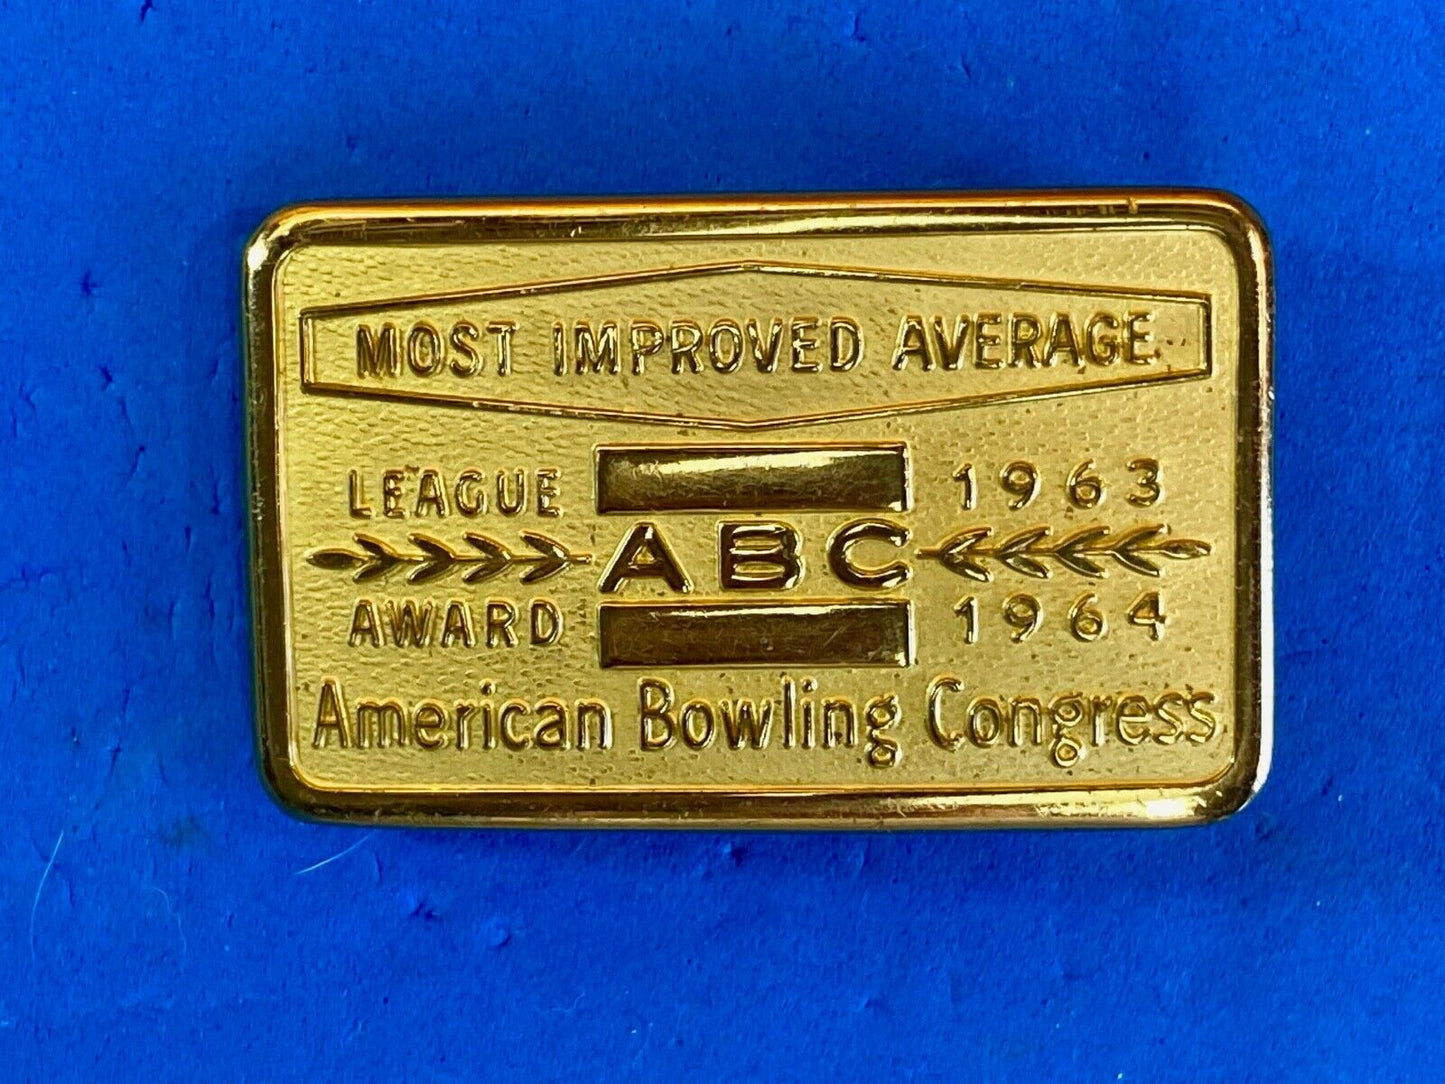 MOST IMPROVED AVERAGE
LEAGUE 1963
ABC
AWARD 1964
American Bowling Congress